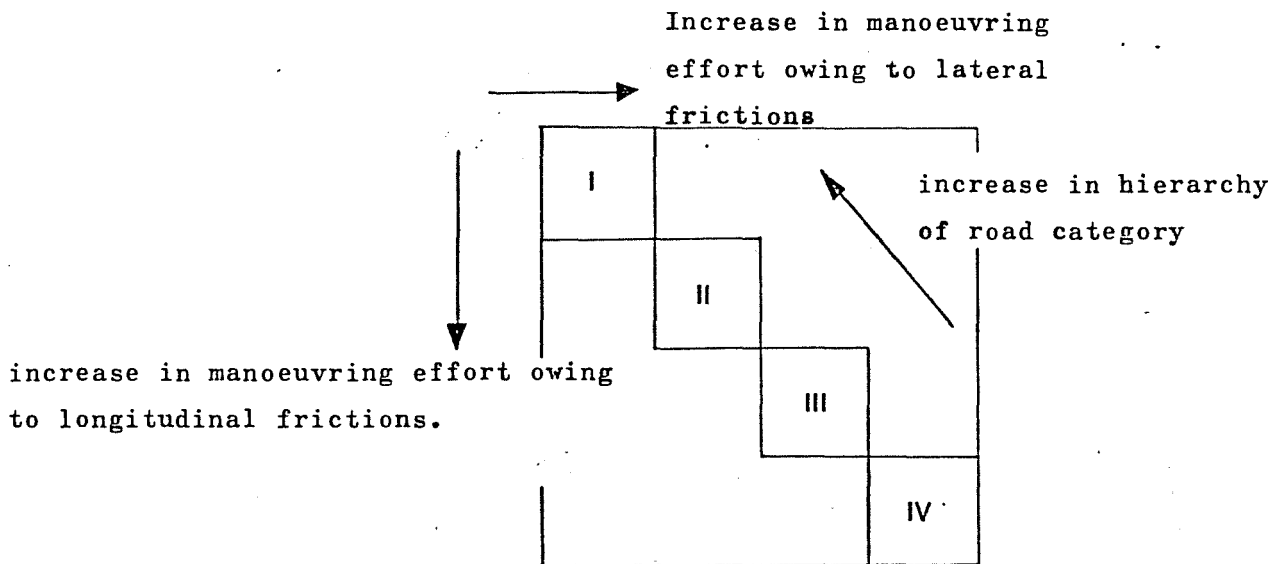 Increase in manoeuvring
effort owing to lateral
frictions
I
increase in hierarchy
of road category
II
increase in manoeuvring effort owing
to longitudinal frictions.
III
IV